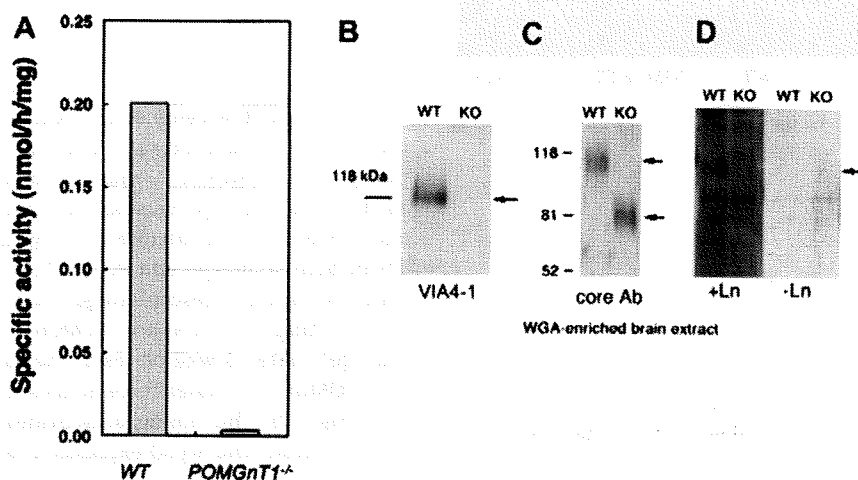 A
Specific activity (nmol/h/mg)
0.25
0.20
0.15
0.10
0.05
0.00
WT POMGnT1-/-
B
WT KO
118 kDa
VIA4-1
C
WT KO
118
81
52
core Ab
D
WT KO WT KO
+Ln -Ln
WGA-enriched brain extract